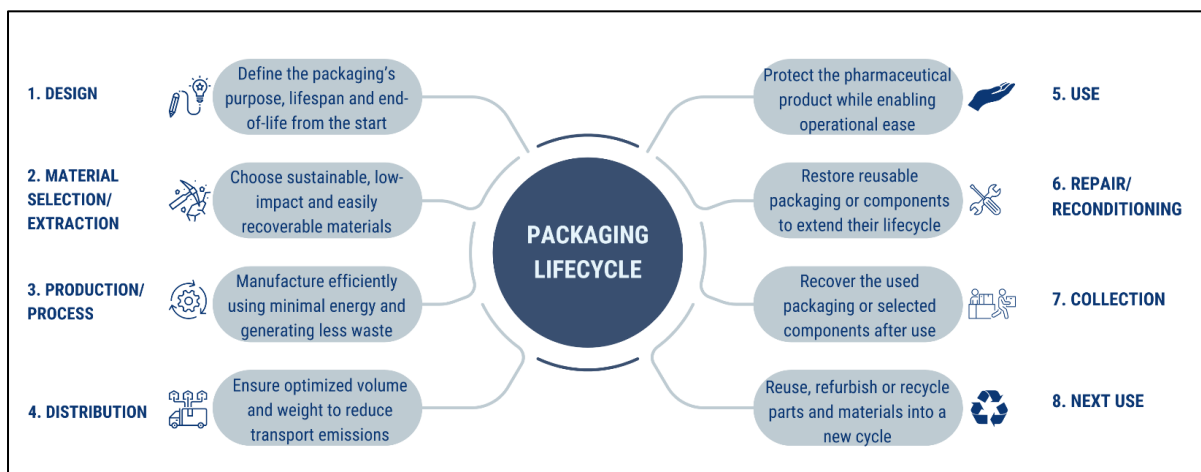 1. DESIGN
Define the packaging's
purpose, lifespan and end-
of-life from the start
2. MATERIAL
SELECTION/
EXTRACTION
Choose sustainable, low-
impact and easily
recoverable materials
3. PRODUCTION/
PROCESS
Manufacture efficiently
using minimal energy and
generating less waste
4. DISTRIBUTION
Ensure optimized volume
and weight to reduce
transport emissions
PACKAGING
LIFECYCLE
Protect the pharmaceutical
product while enabling
operational ease
5. USE
Restore reusable
packaging or components
to extend their lifecycle
6. REPAIR/
RECONDITIONING
Recover the used
packaging or selected
components after use
7. COLLECTION
Reuse, refurbish or recycle
parts and materials into a
new cycle
8. NEXT USE